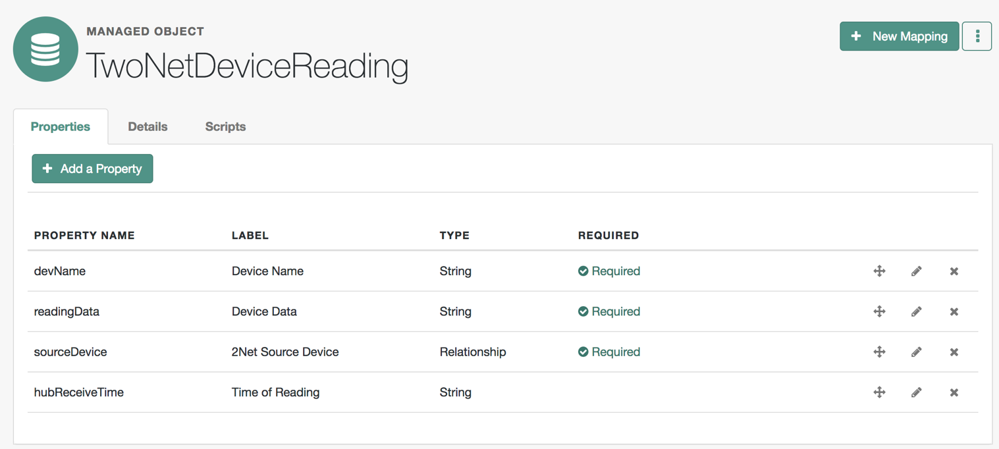 MANAGED OBJECT
TwoNetDeviceReading
New Mapping
Properties Details Scripts
Add a Property
PROPERTY NAME LABEL TYPE REQUIRED
devName Device Name String Required
readingData Device Data String Required
sourceDevice 2Net Source Device Relationship Required
hubReceiveTime Time of Reading String